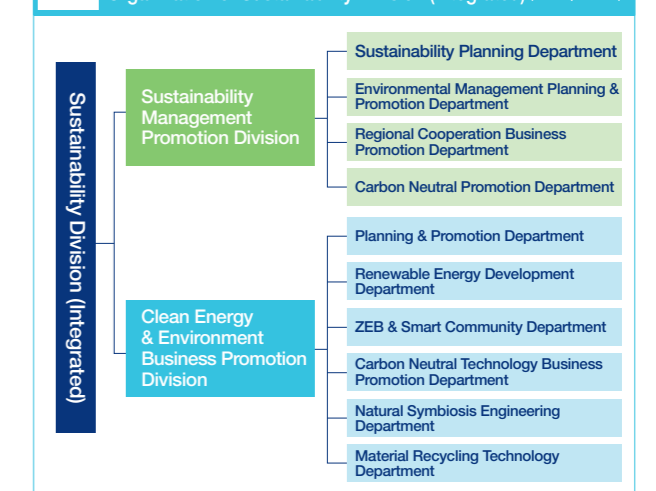 Sustainability Division (Integrated)
Sustainability
Management
Promotion Division
Sustainability Planning Department
Environmental Management Planning &
Promotion Department
Regional Cooperation Business
Promotion Department
Carbon Neutral Promotion Department
Clean Energy
& Environment
Business Promotion
Division
Planning & Promotion Department
Renewable Energy Development
Department
ZEB & Smart Community Department
Carbon Neutral Technology Business
Promotion Department
Natural Symbiosis Engineering
Department
Material Recycling Technology
Department